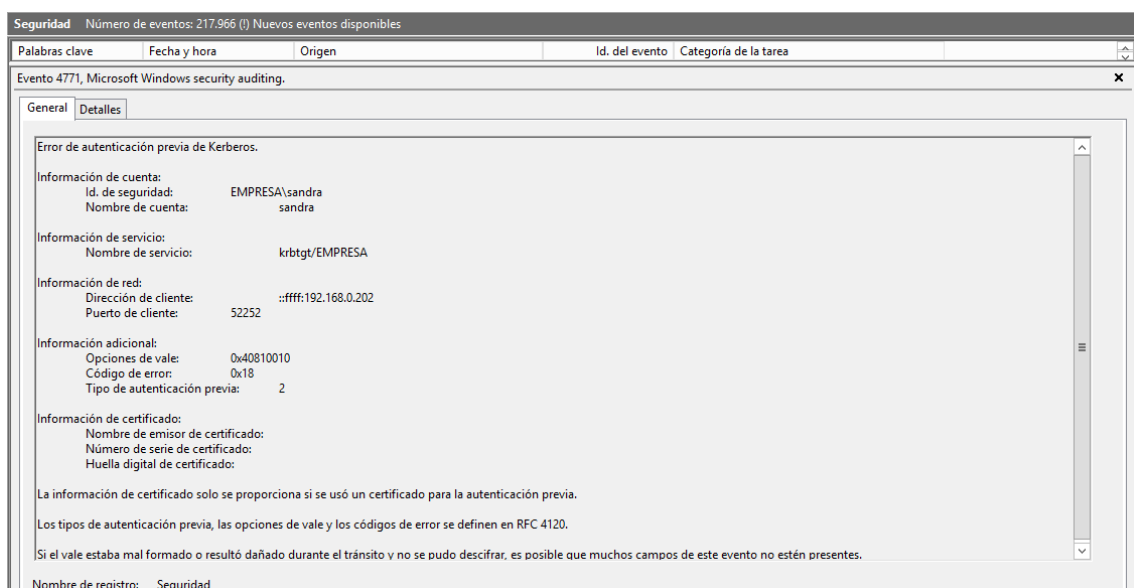 Seguridad Número de eventos: 217.966 (!) Nuevos eventos disponibles
Palabras clave Fecha y hora Origen Id. del evento Categoría de la tarea
Evento 4771, Microsoft Windows security auditing.
General Detalles
Error de autenticación previa de Kerberos.
Información de cuenta:
Id. de seguridad: EMPRESA\sandra
Nombre de cuenta: sandra
Información de servicio:
Nombre de servicio: krbtgt/EMPRESA
Información de red:
Dirección de cliente: ::ffff:192.168.0.202
Puerto de cliente: 52252
Información adicional:
Opciones de vale: 0x40810010
Código de error: 0x18
Tipo de autenticación previa: 2
Información de certificado:
Nombre de emisor de certificado:
Número de serie de certificado:
Huella digital de certificado:
La información de certificado solo se proporciona si se usó un certificado para la autenticación previa.
Los tipos de autenticación previa, las opciones de vale y los códigos de error se definen en RFC 4120.
Si el vale estaba mal formado o resultó dañado durante el tránsito y no se pudo descifrar, es posible que muchos campos de este evento no estén presentes.
Nombre de registro: Seguridad